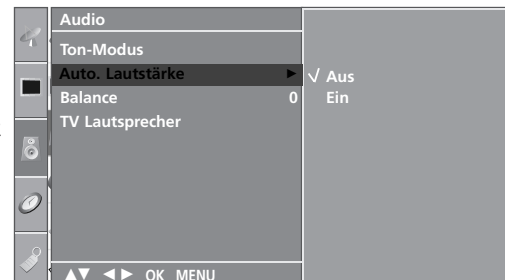 Audio
Ton-Modus
Auto. Lautstärke ► √ Aus
Balance 0 Ein
TV Lautsprecher
▲▼ ◄► OK MENU